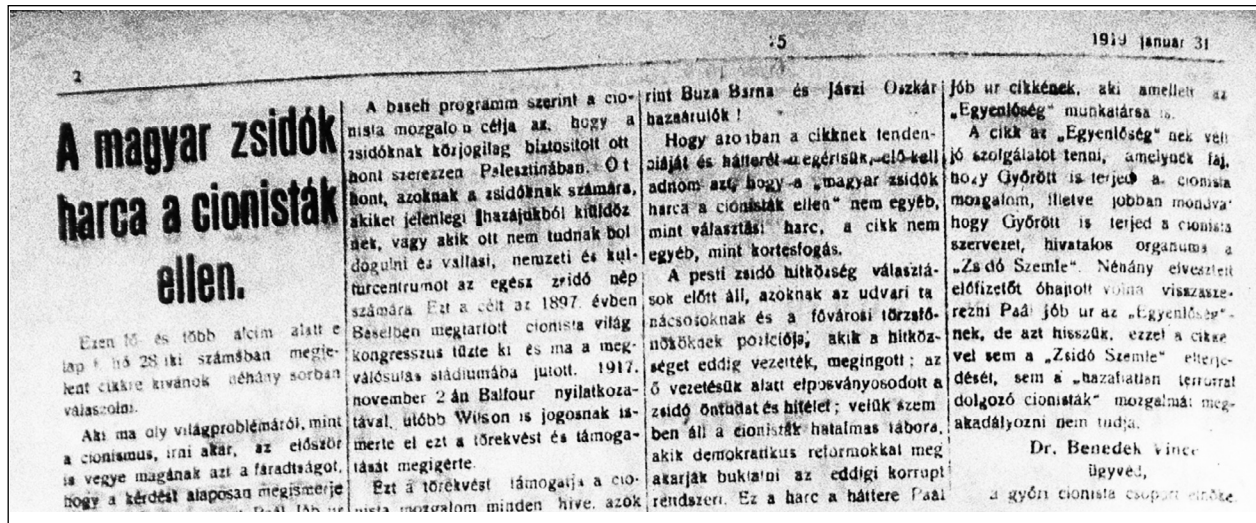 2
:5
1919 január 31
A magyar zsidók
harca a cionisták
ellen.
Ezen fő- és több alcim alatt e
lap f. hó 28 iki számában megje-
lent cikkre kivánok néhány sorban
válaszolni.
Aki ma oly világproblémáról, mint
a cionismus, irni akar, az először
is vegye magának azt a fáradtságot,
hogy a kérdést alaposan megismerje
Paál Jób ur
A baseli programm szerint a cio-
nista mozgalom célja az, hogy a
zsidóknak közjogilag biztositott ott
hont szerezzen Palesztinában. Ot
hont, azoknak a zsidóknak számára,
akiket jelenlegi hazájukból kiüldöz
nek, vagy akik ott nem tudnak bol
dogulni és vallási, nemzeti és kul-
turcentrumot az egész zsidó nép
számára Ezt a célt az 1897. évben
Baselben megtartott cionista világ
kongresszus tüzte ki és ma a meg-
válósulás stádiumába jutott. 1917.
november 2 án Balfour nyilatkoza-
tával, utóbb Wilson is jogosnak is-
merte el ezt a törekvést és támoga-
tását megigérte.
Ezt a törekvést támogatja a cio-
nista mozgalom minden hive, azok
rint Buza Barna és Jászi Oszkár
hazaárulók !
Hogy azonban a cikknek tenden-
ciáját és hátterét megértsük, elő kell
adnom azt, hogy a „magyar zsidók
harca a cionisták ellen" nem egyéb,
mint választási harc, a cikk nem
egyéb, mint kortesfogás.
A pesti zsidó hitközség választá-
sok előtt áll, azoknak az udvari ta
nácsosoknak és a fővárosi törzsfő-
nököknek poziciója, akik a hitköz-
séget eddig vezették, megingott ; az
ő vezetésük alatt elposványosodott a
zsidó öntudat és hitélet ; velük szem
ben áll a cionisták hatalmas tábora,
akik demokratikus reformokkal meg
akarják buktatni az eddigi korrupt
rendszert. Ez a harc a háttere Paál
Jób ur cikkének, aki amellett az
„Egyenlőség" munkatársa is.
A cikk az „Egyenlőség" nek vélt
jó szolgálatot tenni, amelynek faj,
hogy Győrött is terjed a cionista
mozgalom, illetve jobban mondva
hogy Győrött is terjed a cionista
szervezet, hivatalos organuma a
„Zsidó Szemle". Néhány elvesztett
előfizetőt óhajtott volna visszasze-
rezni Paál Jób ur az „Egyenlőség"-
nek, de azt hisszük, ezzel a cikke
vel sem a „Zsidó Szemle" elterje-
dését, sem a „hazafiatlan terrorral
dolgozó cionisták" mozgalmát meg-
akadályozni nem tudja.
Dr. Benedek Vince
ügyvéd,
a győri cionista csoport elnöke.